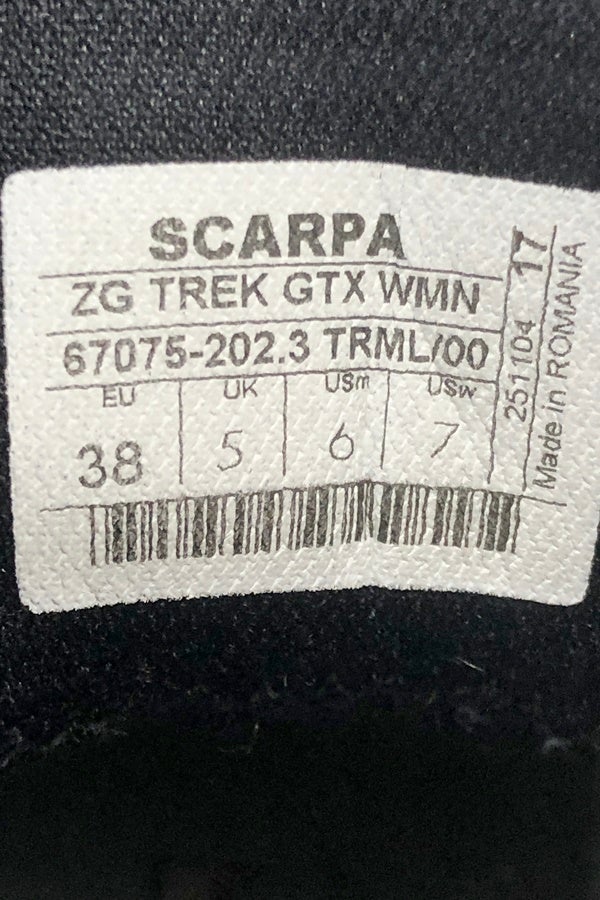 SCARPA
ZG TREK GTX WMN
67075-202.3 TRML/00
EU UK USm USw
38 5 6 7
251104 17
Made in ROMANIA